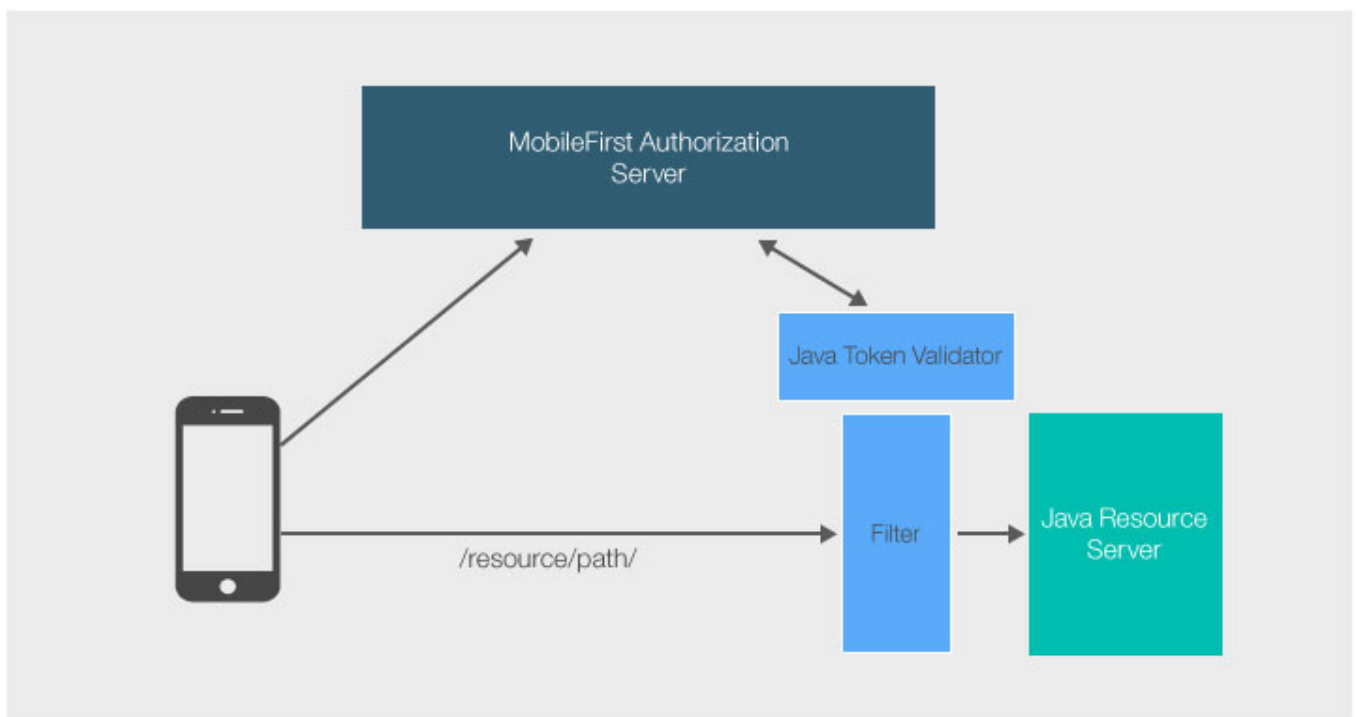 MobileFirst Authorization
Server
Java Token Validator
/resource/path/
Filter
Java Resource
Server